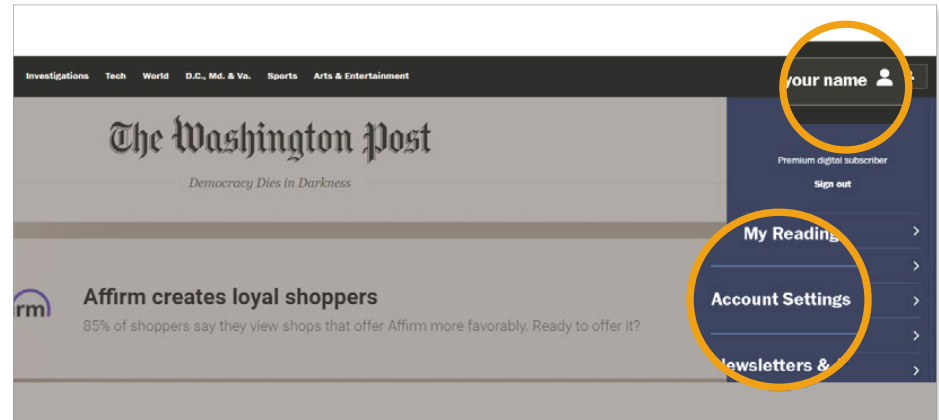 Investigations Tech World D.C., Md. & Va. Sports Arts & Entertainment
your name
The Washington Post
Democracy Dies in Darkness
Premium digital subscriber
Sign out
My Reading
Affirm creates loyal shoppers
85% of shoppers say they view shops that offer Affirm more favorably. Ready to offer it?
rm)
Account Settings
Newsletters &